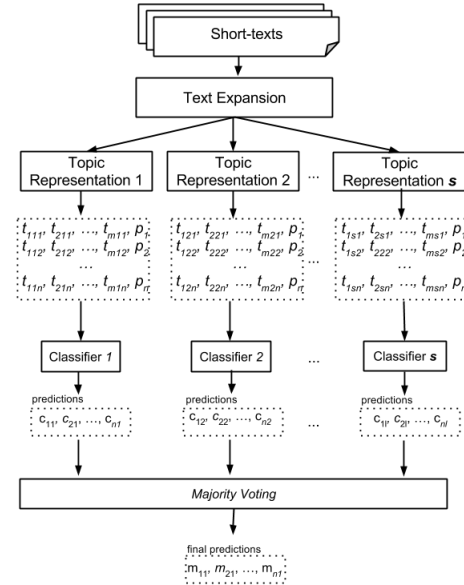 Short-texts
Text Expansion
Topic
Representation 1
Topic
Representation 2
...
Topic
Representation s
t111, t211, ..., tm11, p1
t112, t212, ..., tm12, p2
...
t11n, t21n, ..., tm1n, pn
t121, t221, ..., tm21, p1
t122, t222, ..., tm22, p2
...
t12n, t22n, ..., tm2n, pn
...
t1s1, t2s1, ..., tms1, p1
t1s2, t222, ..., tms2, p2
...
t1sn, t2sn, ..., tmsn, pn
Classifier 1
Classifier 2
...
Classifier s
predictions
c11, c21, ..., cn1
predictions
c12, c22, ..., cn2
...
predictions
c1l, c2l, ..., cnl
Majority Voting
final predictions
m11, m21, ..., mn1